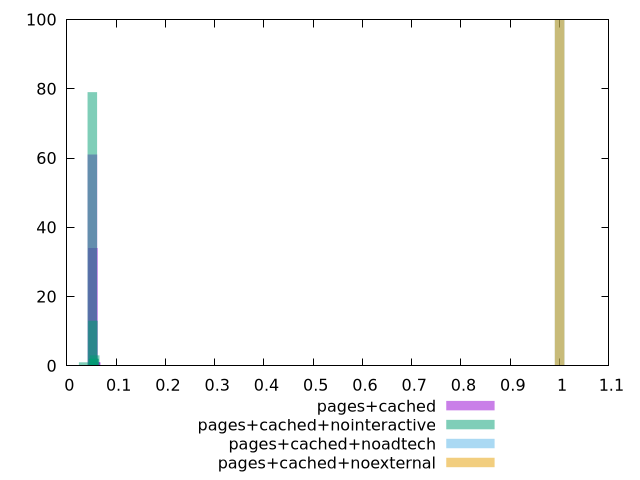 100
80
60
40
20
0
0 0.1 0.2 0.3 0.4 0.5 0.6 0.7 0.8 0.9 1 1.1
pages+cached
pages+cached+nointeractive
pages+cached+noadtech
pages+cached+noexternal